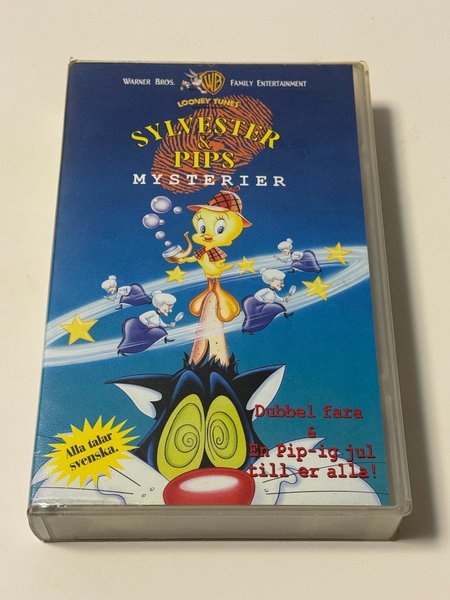 WARNER BROS. WB FAMILY ENTERTAINMENT
LOONEY TUNES
SYLVESTER
&
PIPS
MYSTERIER
Dubbel fara
&
En Pip-ig jul
till er alla!
Alla talar
svenska.